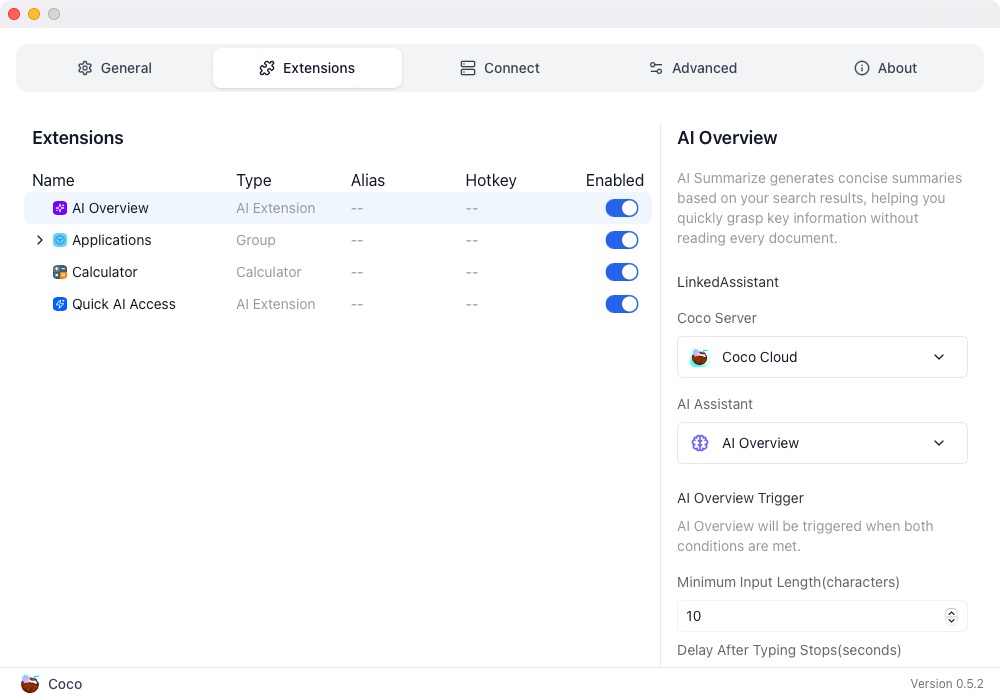 General
Extensions
Connect
Advanced
About
Extensions
Name Type Alias Hotkey Enabled
AI Overview AI Extension -- --
Applications Group -- --
Calculator Calculator -- --
Quick AI Access AI Extension -- --
AI Overview
AI Summarize generates concise summaries
based on your search results, helping you
quickly grasp key information without
reading every document.
LinkedAssistant
Coco Server
Coco Cloud
AI Assistant
AI Overview
AI Overview Trigger
AI Overview will be triggered when both
conditions are met.
Minimum Input Length(characters)
10
Delay After Typing Stops(seconds)
Coco
Version 0.5.2